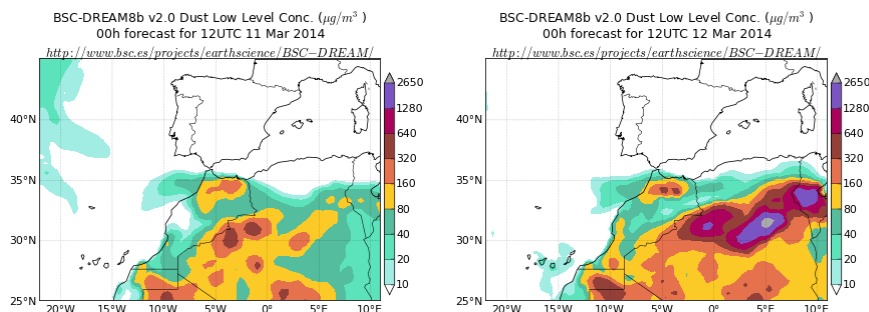 BSC-DREAM8b v2.0 Dust Low Level Conc. (μg/m³ )
00h forecast for 12UTC 11 Mar 2014
http://www.bsc.es/projects/earthscience/BSC−DREAM/
2650
1280
640
320
160
80
40
20
10
40°N
35°N
30°N
25°N
20°W
15°W
10°W
5°W
0°
5°E
10°E
BSC-DREAM8b v2.0 Dust Low Level Conc. (μg/m³ )
00h forecast for 12UTC 12 Mar 2014
http://www.bsc.es/projects/earthscience/BSC−DREAM/
2650
1280
640
320
160
80
40
20
10
40°N
35°N
30°N
25°N
20°W
15°W
10°W
5°W
0°
5°E
10°E